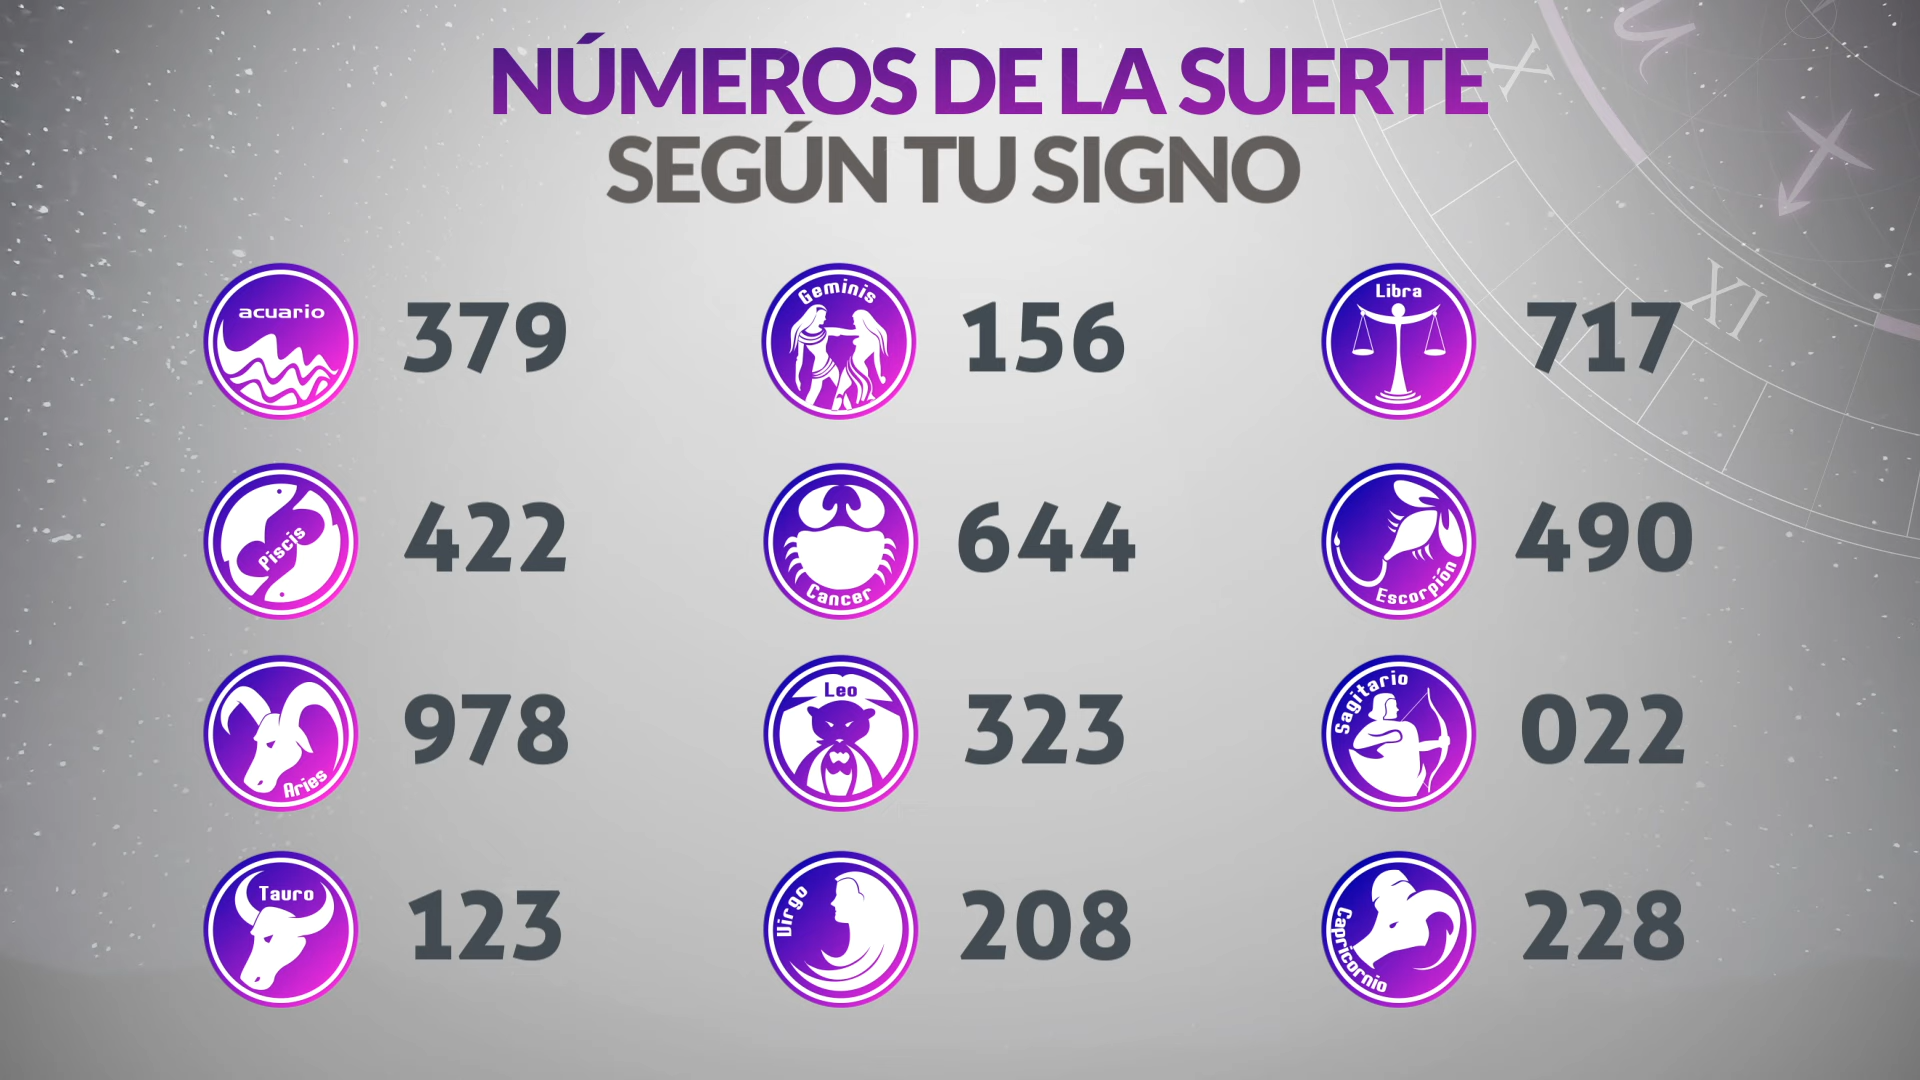 NÚMEROS DE LA SUERTE
SEGÚN TU SIGNO
acuario 379
Geminis 156
Libra 717
Piscis 422
Cancer 644
Escorpión 490
Aries 978
Leo 323
Sagitario 022
Tauro 123
Virgo 208
Capricornio 228
X
XI